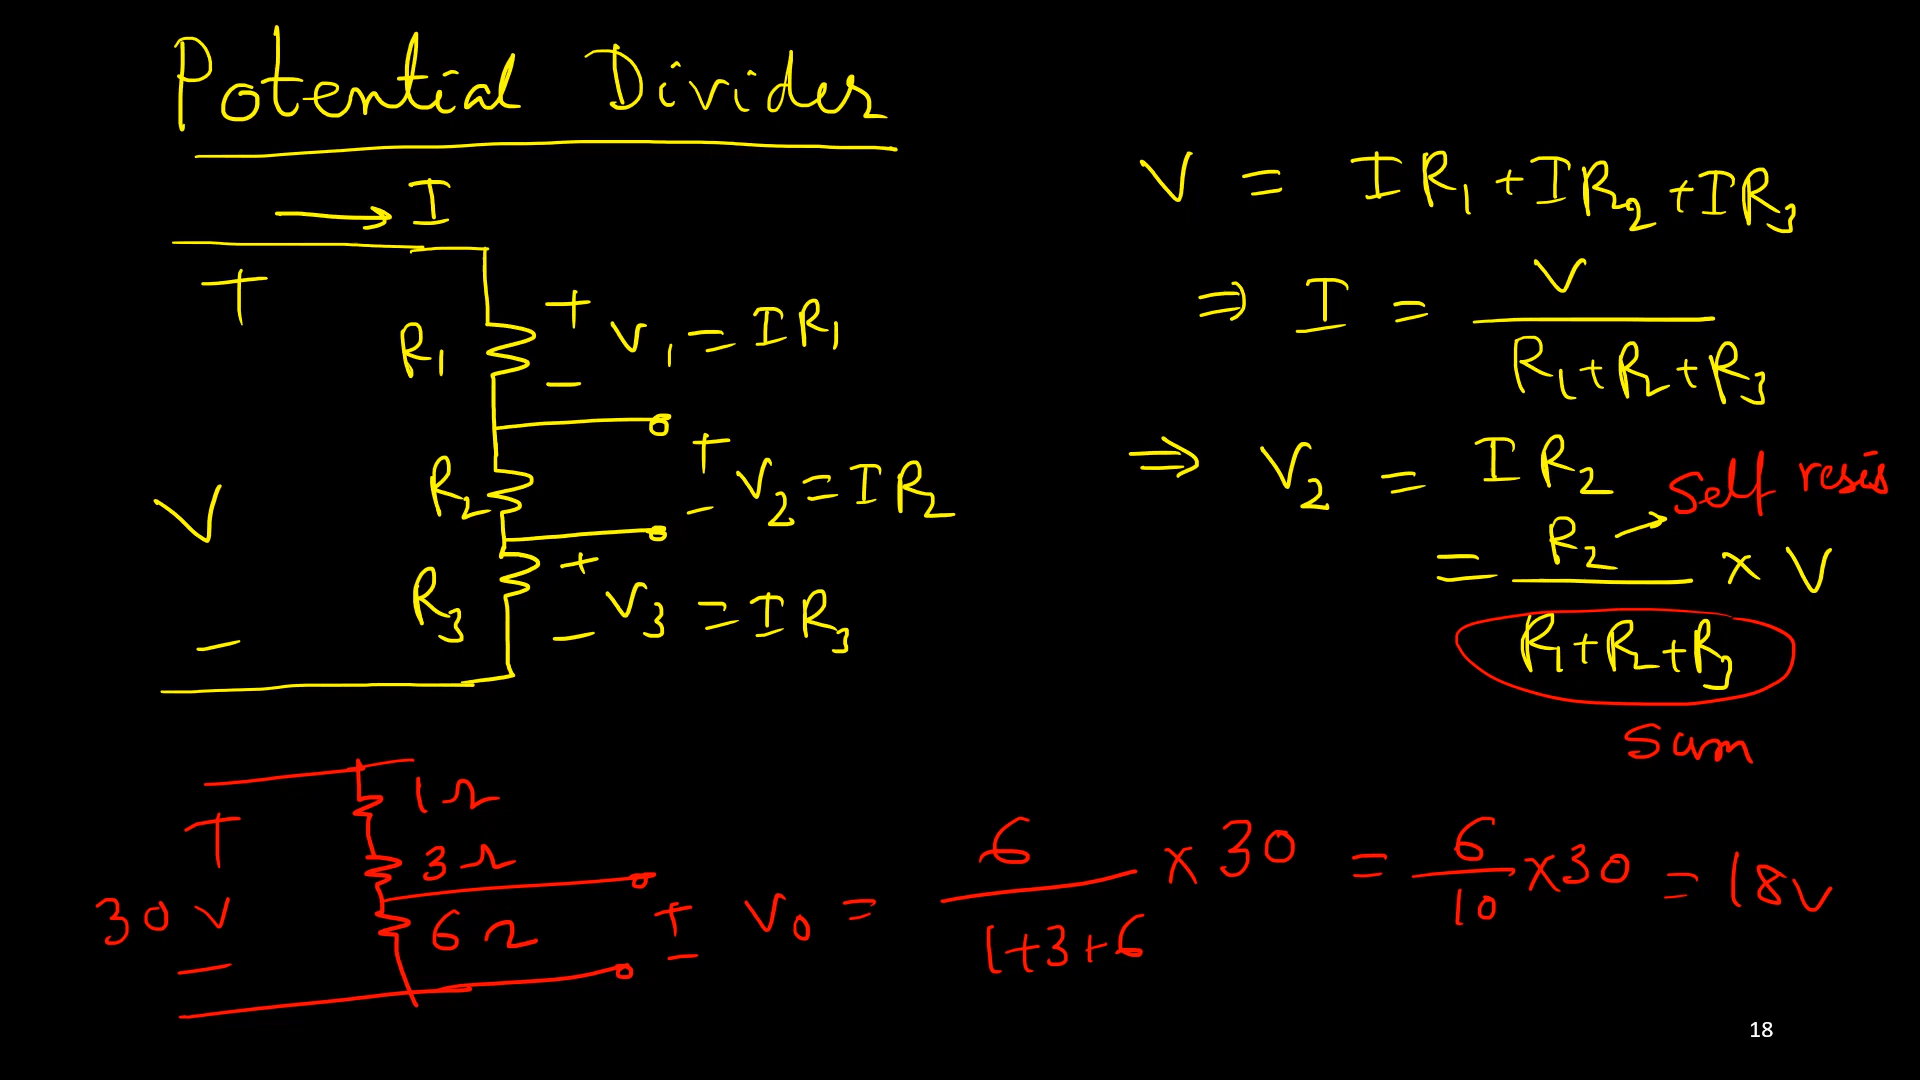 Potential Divider
I
+
V
-
R1
+ V1 = IR1
-
R2
+
- V2 = IR2
R3
+
- V3 = IR3
V = IR1 + IR2 + IR3
⇒ I = V / (R1 + R2 + R3)
⇒ V2 = IR2
= R2 / (R1 + R2 + R3) × V
→ Self resis
Sum
+
30 V
-
1Ω
3Ω
6Ω
+
- V0 = 6 / (1+3+6) × 30 = 6/10 × 30 = 18V
18